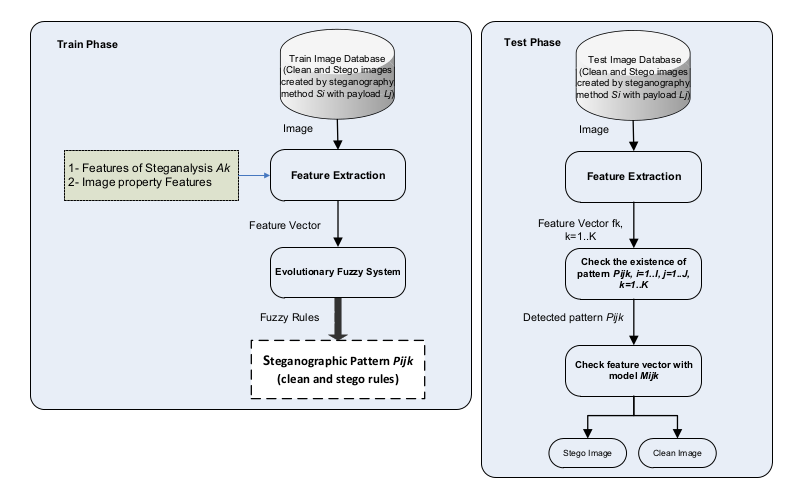 Train Phase
Train Image Database
(Clean and Stego images
created by steganography
method Si with payload Lj)
Image
1- Features of Steganalysis Ak
2- Image property Features
Feature Extraction
Feature Vector
Evolutionary Fuzzy System
Fuzzy Rules
Steganographic Pattern Pijk
(clean and stego rules)
Test Phase
Test Image Database
(Clean and Stego images
created by steganography
method Si with payload Lj)
Image
Feature Extraction
Feature Vector fk,
k=1..K
Check the existence of
pattern Pijk, i=1..I, j=1..J,
k=1..K
Detected pattern Pijk
Check feature vector with
model Mijk
Stego Image
Clean Image